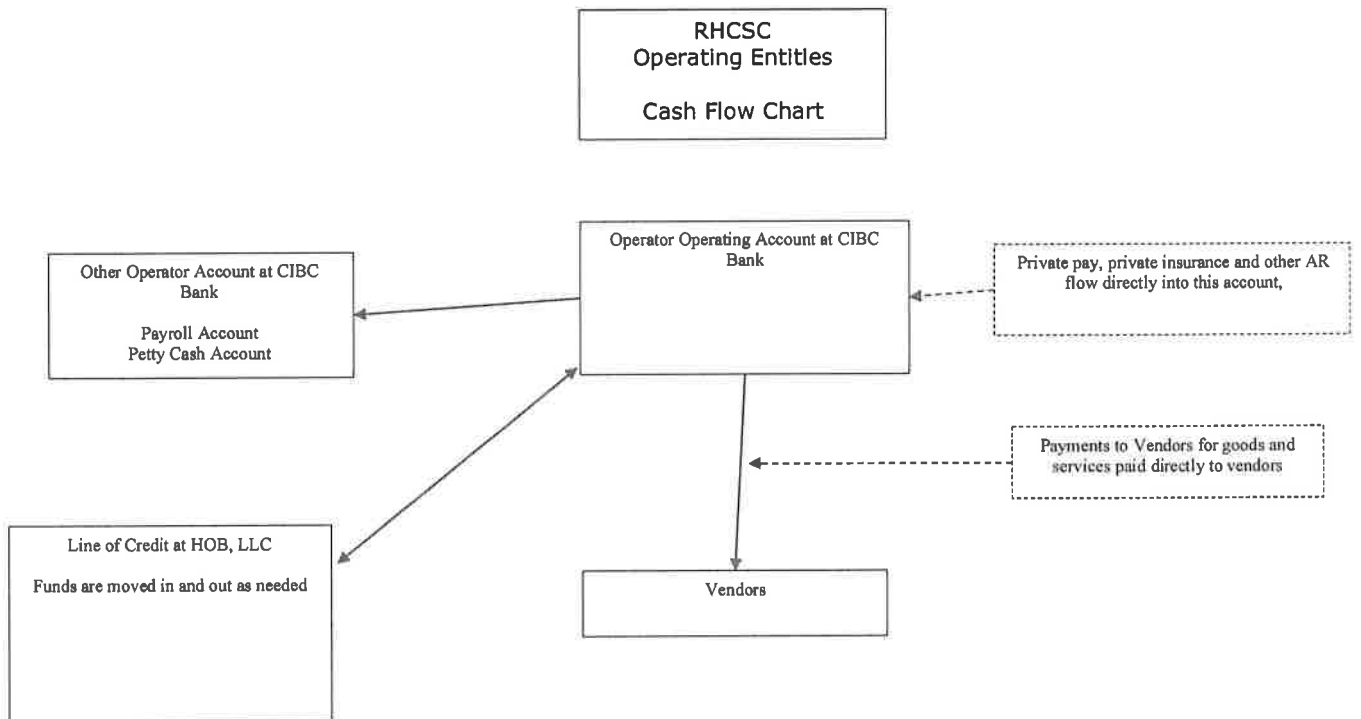 RHCSC
Operating Entitles
Cash Flow Chart
Operator Operating Account at CIBC
Bank
Other Operator Account at CIBC
Bank
Payroll Account
Petty Cash Account
Private pay, private insurance and other AR
flow directly into this account,
Payments to Vendors for goods and
services paid directly to vendors
Line of Credit at HOB, LLC
Funds are moved in and out as needed
Vendors